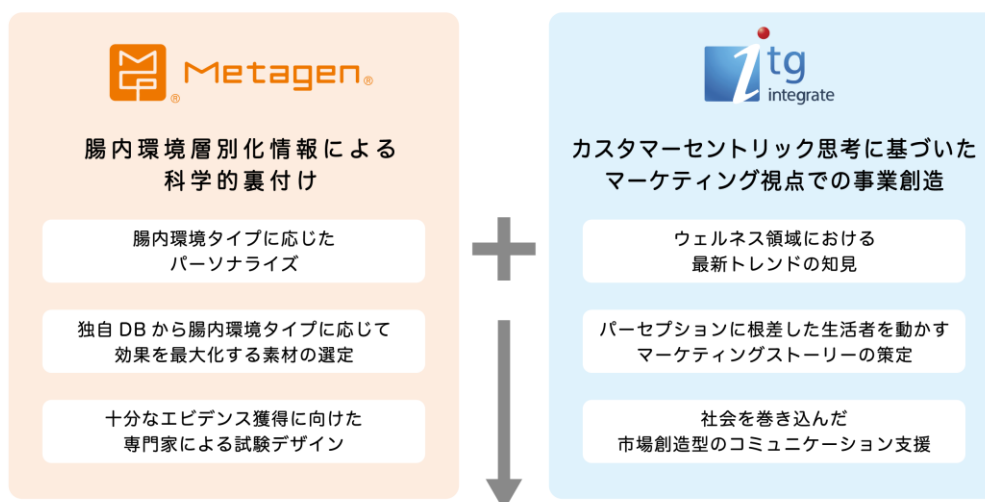 Metagen®
®
腸内環境層別化情報による
科学的裏付け
腸内環境タイプに応じた
パーソナライズ
独自DBから腸内環境タイプに応じて
効果を最大化する素材の選定
十分なエビデンス獲得に向けた
専門家による試験デザイン
itg
integrate
カスタマーセントリック思考に基づいた
マーケティング視点での事業創造
ウェルネス領域における
最新トレンドの知見
パーセプションに根差した生活者を動かす
マーケティングストーリーの策定
社会を巻き込んだ
市場創造型のコミュニケーション支援